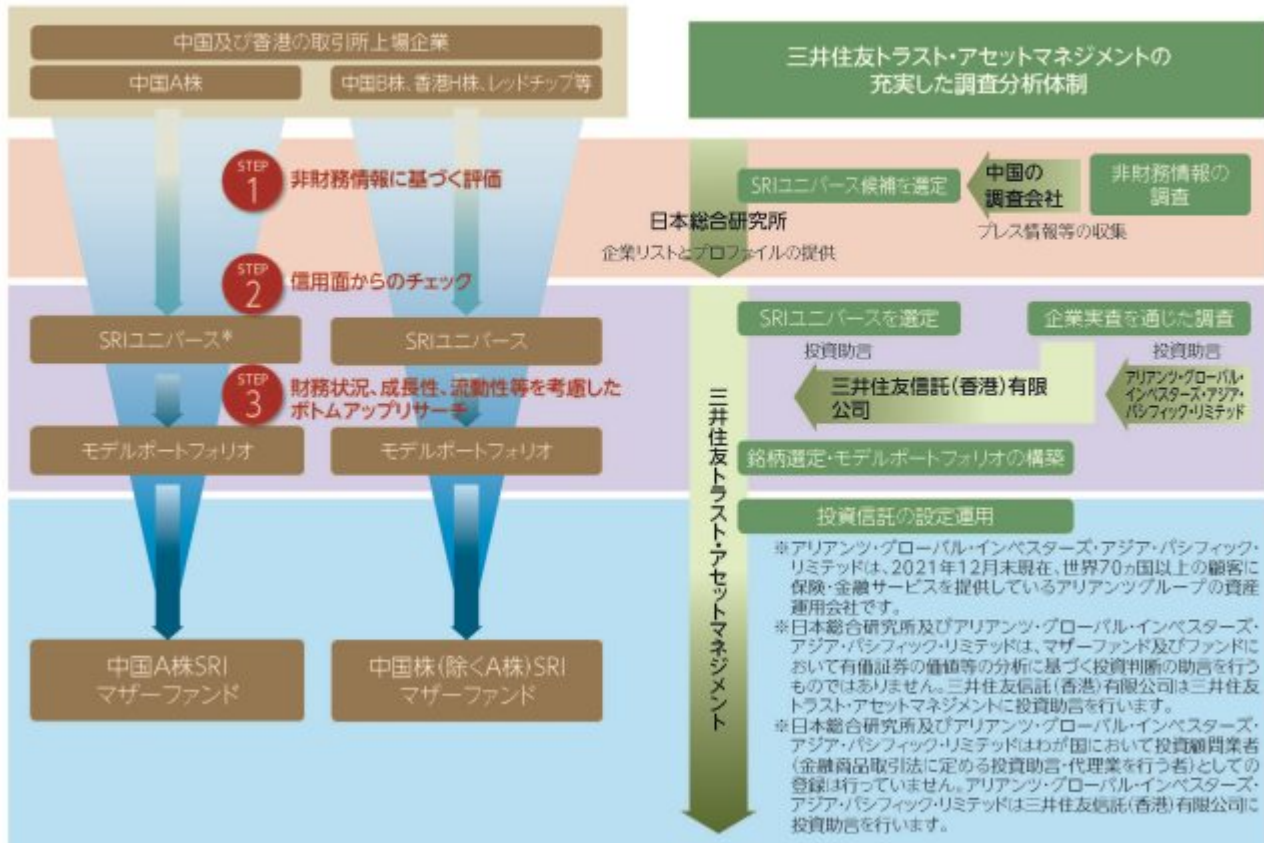 中国及び香港の取引所上場企業
中国A株
中国B株、香港H株、レッドチップ等
三井住友トラスト・アセットマネジメントの
充実した調査分析体制
STEP
1
非財務情報に基づく評価
SRIユニバース候補を選定
中国の
調査会社
非財務情報の
調査
プレス情報等の収集
日本総合研究所
企業リストとプロファイルの提供
STEP
2
信用面からのチェック
SRIユニバース*
SRIユニバース
SRIユニバースを選定
企業実査を通じた調査
投資助言
投資助言
三井住友信託(香港)有限
公司
アリアンツ・グローバル・
インベスターズ・アジア・
パシフィック・リミテッド
STEP
3
財務状況、成長性、流動性等を考慮した
ボトムアップリサーチ
モデルポートフォリオ
モデルポートフォリオ
銘柄選定・モデルポートフォリオの構築
三井住友トラスト・アセットマネジメント
投資信託の設定運用
中国A株SRI
マザーファンド
中国株(除くA株)SRI
マザーファンド
※アリアンツ・グローバル・インベスターズ・アジア・パシフィック・
リミテッドは、2021年12月末現在、世界70ヵ国以上の顧客に
保険・金融サービスを提供しているアリアンツグループの資産
運用会社です。
※日本総合研究所及びアリアンツ・グローバル・インベスターズ・
アジア・パシフィック・リミテッドは、マザーファンド及びファンドに
おいて有価証券の価値等の分析に基づく投資判断の助言を行う
ものではありません。三井住友信託(香港)有限公司は三井住友
トラスト・アセットマネジメントに投資助言を行います。
※日本総合研究所及びアリアンツ・グローバル・インベスターズ・
アジア・パシフィック・リミテッドはわが国において投資顧問業者
(金融商品取引法に定める投資助言・代理業を行う者)としての
登録は行っていません。アリアンツ・グローバル・インベスターズ・
アジア・パシフィック・リミテッドは三井住友信託(香港)有限公司に
投資助言を行います。